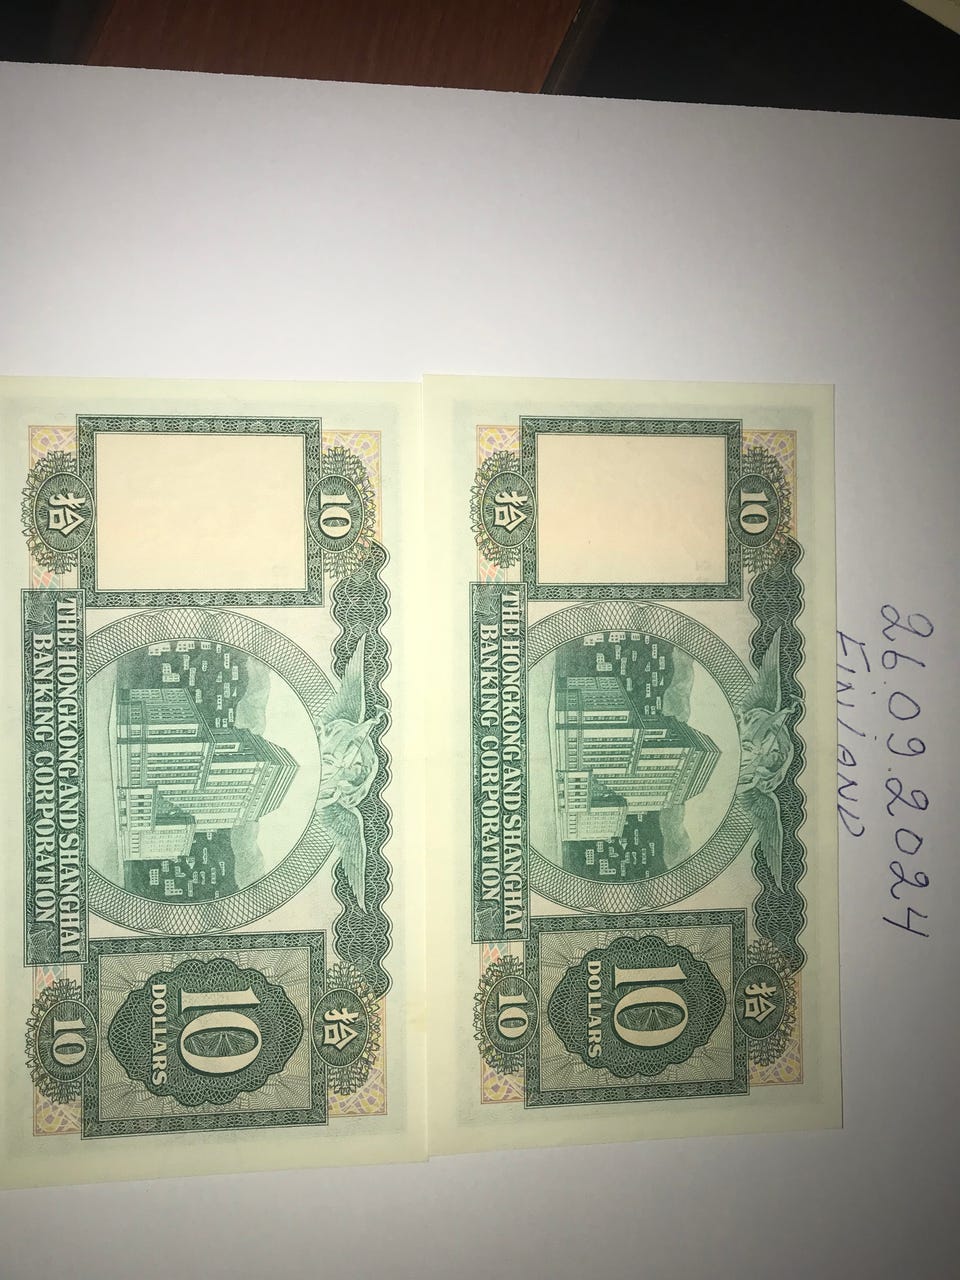 26.09.2024
Finland
10
拾
拾
10
10
DOLLARS
THE HONGKONG AND SHANGHAI
BANKING CORPORATION
10
拾
拾
10
10
DOLLARS
THE HONGKONG AND SHANGHAI
BANKING CORPORATION